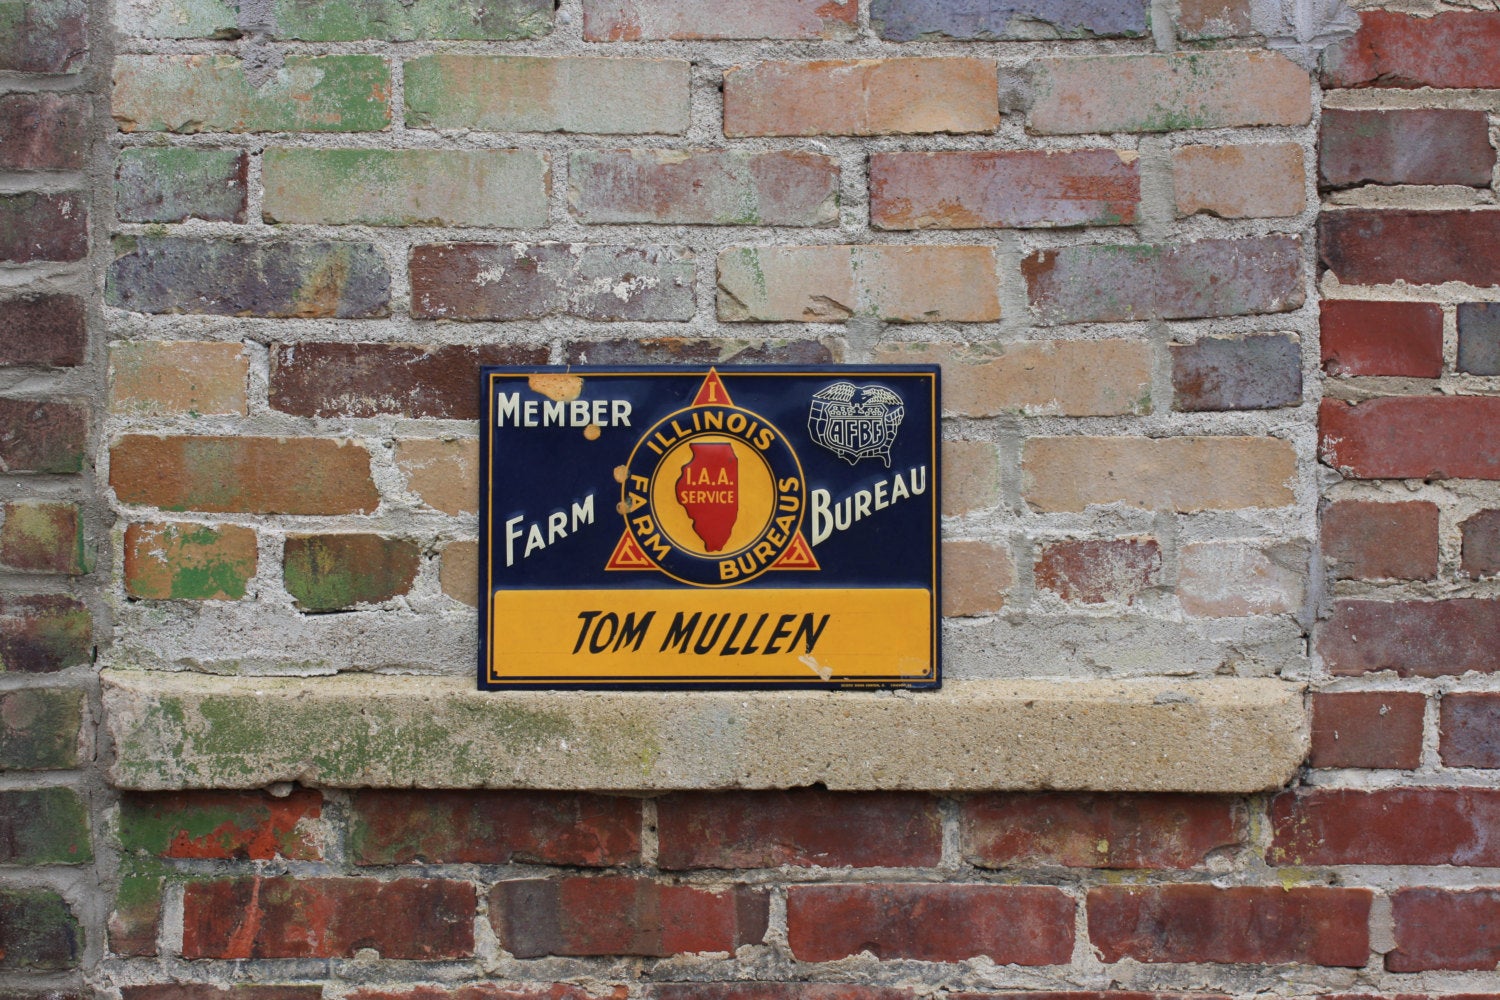 MEMBER
FARM BUREAU
I
ILLINOIS
FARM BUREAUS
I.A.A.
SERVICE
A
A
AFBF
TOM MULLEN